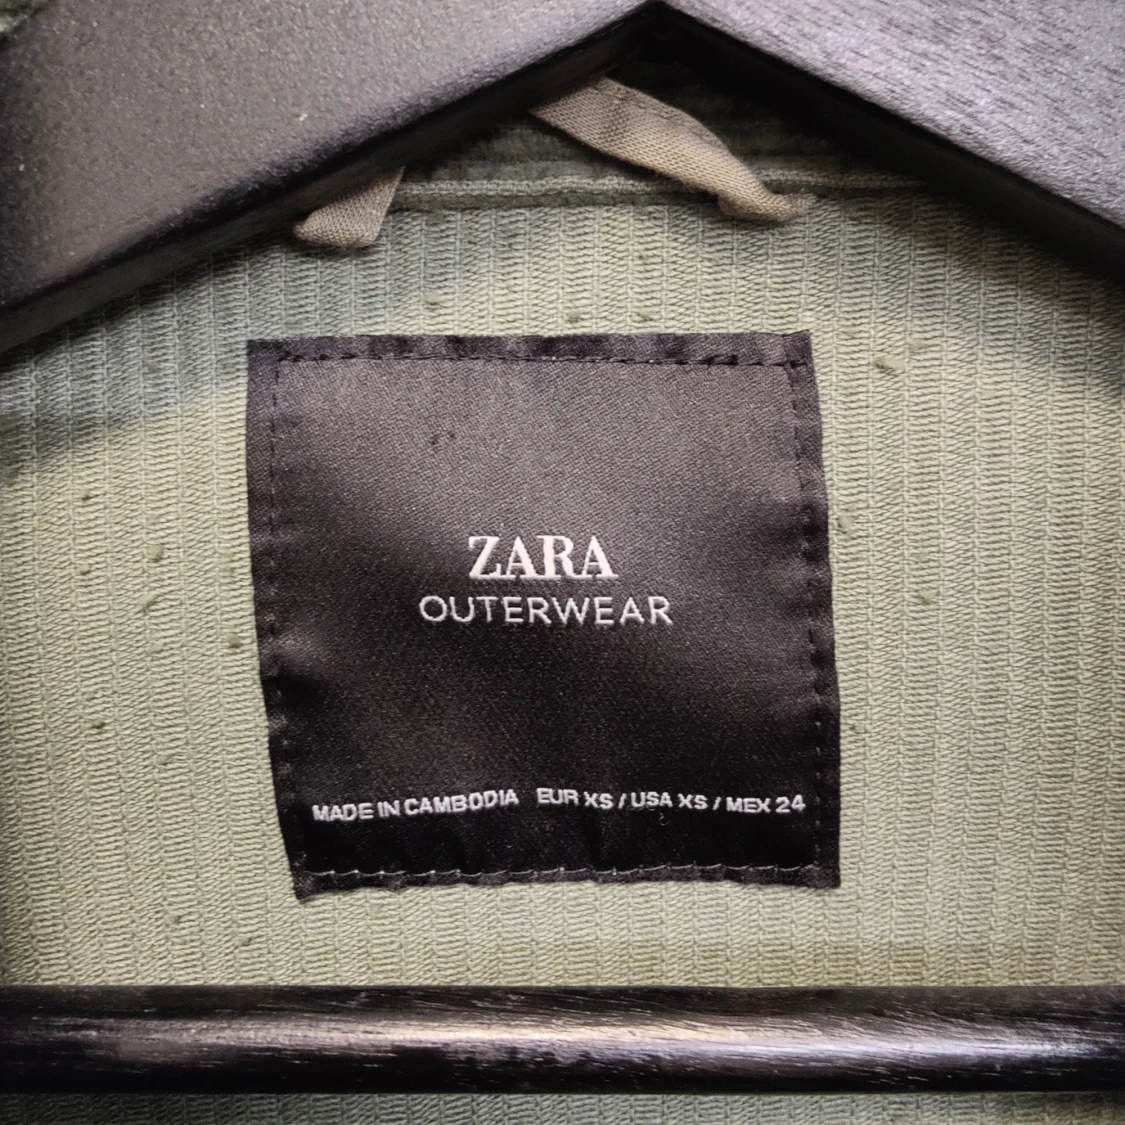 ZARA
OUTERWEAR
MADE IN CAMBODIA EUR XS / USA XS / MEX 24